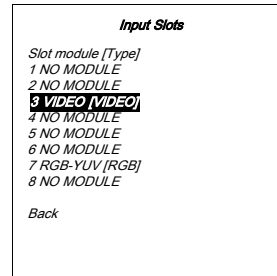 Input Slots
Slot module [Type]
1 NO MODULE
2 NO MODULE
3 VIDEO [VIDEO]
4 NO MODULE
5 NO MODULE
6 NO MODULE
7 RGB-YUV [RGB]
8 NO MODULE
Back